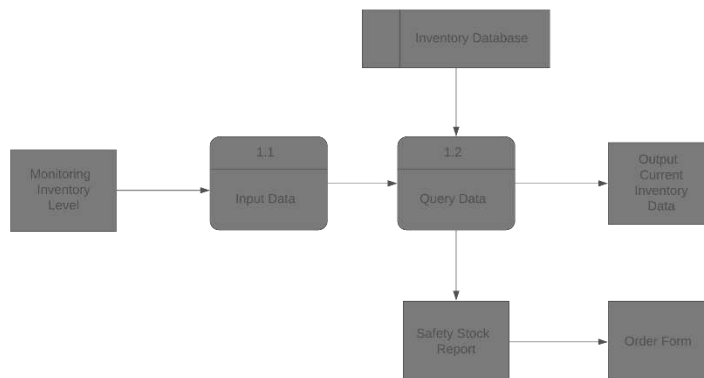 Inventory Database
1.1
1.2
Monitoring
Inventory
Level
Input Data
Query Data
Output
Current
Inventory
Data
Safety Stock
Report
Order Form